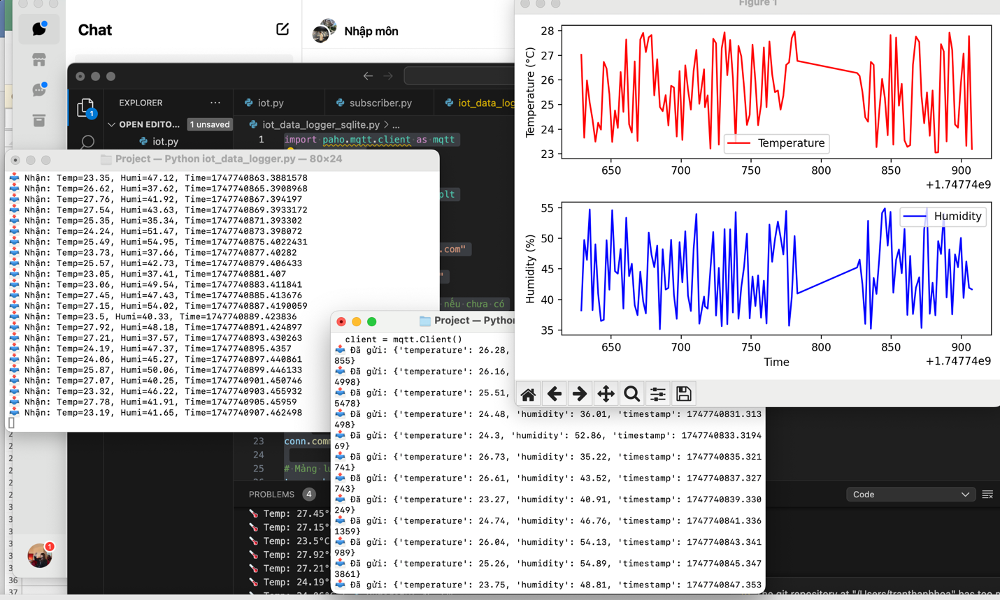 Chat
Nhập môn
EXPLORER
OPEN EDITO...
1 unsaved
iot.py
1
iot.py
subscriber.py
iot_data_log
iot_data_logger_sqlite.py > ...
1
import paho.mqtt.client as mqtt
plt
.com"
"
nếu chưa có
Project — Python iot_data_logger.py — 80×24
Nhận: Temp=23.35, Humi=47.12, Time=1747740863.3881578
Nhận: Temp=26.62, Humi=37.62, Time=1747740865.3908968
Nhận: Temp=27.76, Humi=41.92, Time=1747740867.394197
Nhận: Temp=27.54, Humi=43.63, Time=1747740869.3933172
Nhận: Temp=25.35, Humi=35.34, Time=1747740871.393302
Nhận: Temp=24.24, Humi=51.47, Time=1747740873.398072
Nhận: Temp=25.49, Humi=54.95, Time=1747740875.4022431
Nhận: Temp=23.73, Humi=37.66, Time=1747740877.40282
Nhận: Temp=25.57, Humi=42.73, Time=1747740879.406433
Nhận: Temp=23.05, Humi=37.41, Time=1747740881.407
Nhận: Temp=23.06, Humi=49.54, Time=1747740883.411841
Nhận: Temp=27.45, Humi=47.43, Time=1747740885.413676
Nhận: Temp=27.15, Humi=54.02, Time=1747740887.4190059
Nhận: Temp=23.5, Humi=40.33, Time=1747740889.423836
Nhận: Temp=27.92, Humi=48.18, Time=1747740891.424897
Nhận: Temp=27.21, Humi=37.57, Time=1747740893.430263
Nhận: Temp=24.19, Humi=47.37, Time=1747740895.4357
Nhận: Temp=24.06, Humi=45.27, Time=1747740897.440861
Nhận: Temp=25.87, Humi=50.06, Time=1747740899.446133
Nhận: Temp=27.07, Humi=40.25, Time=1747740901.450746
Nhận: Temp=23.32, Humi=46.22, Time=1747740903.455932
Nhận: Temp=27.78, Humi=41.91, Time=1747740905.45959
Nhận: Temp=23.19, Humi=41.65, Time=1747740907.462498
Project — Python
client = mqtt.Client()
Đã gửi: {'temperature': 26.28,
855}
Đã gửi: {'temperature': 26.16,
4998}
Đã gửi: {'temperature': 25.51,
5478}
Đã gửi: {'temperature': 24.48, 'humidity': 36.01, 'timestamp': 1747740831.313
498}
Đã gửi: {'temperature': 24.3, 'humidity': 52.86, 'timestamp': 1747740833.3194
69}
Đã gửi: {'temperature': 26.73, 'humidity': 35.22, 'timestamp': 1747740835.321
741}
Đã gửi: {'temperature': 26.61, 'humidity': 43.52, 'timestamp': 1747740837.327
743}
Đã gửi: {'temperature': 23.27, 'humidity': 40.91, 'timestamp': 1747740839.330
249}
Đã gửi: {'temperature': 24.74, 'humidity': 46.76, 'timestamp': 1747740841.336
1359}
Đã gửi: {'temperature': 26.04, 'humidity': 54.13, 'timestamp': 1747740843.341
989}
Đã gửi: {'temperature': 25.26, 'humidity': 54.89, 'timestamp': 1747740845.347
3861}
Đã gửi: {'temperature': 23.75, 'humidity': 48.81, 'timestamp': 1747740847.353
Figure 1
Temperature (°C)
28
27
26
25
24
23
Temperature
650 700 750 800 850 900
+1.74774e9
Humidity (%)
55
50
45
40
35
Humidity
650 700 750 800 850 900
Time
+1.74774e9
23
conn.comm
24
25
# Mảng lư
PROBLEMS
4
Code
Temp: 27.45°
Temp: 27.15°
Temp: 23.5°C
Temp: 27.92°
Temp: 27.21°
Temp: 24.19°
1
36
37
git repository at "/Users/tranthanhhoa" has too m